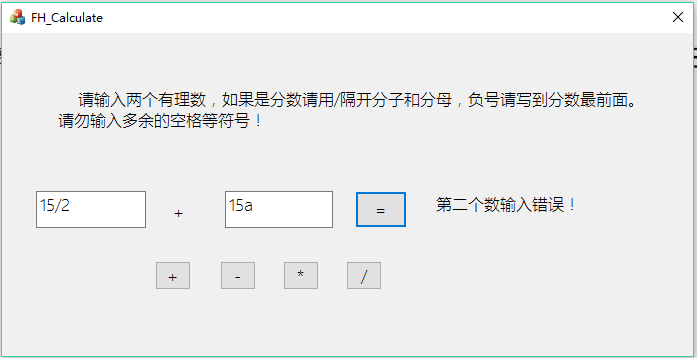 FH_Calculate
请输入两个有理数，如果是分数请用/隔开分子和分母，负号请写到分数最前面。
请勿输入多余的空格等符号！
15/2 + 15a = 第二个数输入错误！
+ - * /